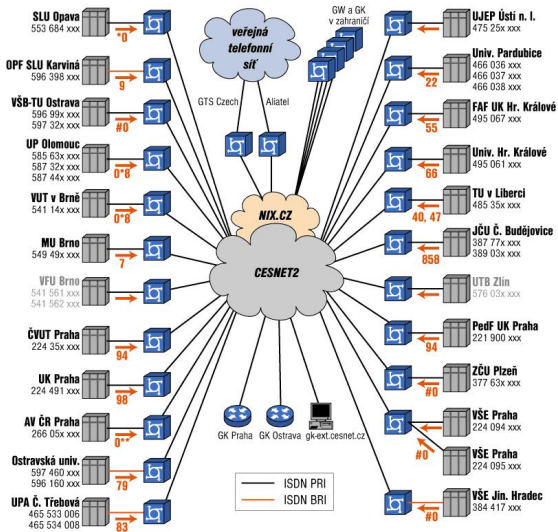 SLU Opava
553 684 xxx
*0
OPF SLU Karviná
596 398 xxx
9
VŠB-TU Ostrava
596 99x xxx
597 32x xxx
#0
UP Olomouc
585 63x xxx
587 32x xxx
587 44x xxx
0*8
VUT v Brně
541 14x xxx
0*8
MU Brno
549 49x xxx
7
VFU Brno
541 561 xxx
541 562 xxx
ČVUT Praha
224 35x xxx
94
UK Praha
224 491 xxx
98
AV ČR Praha
266 05x xxx
0**
Ostravská univ.
597 460 xxx
596 160 xxx
79
UPA Č. Třebová
465 533 006
465 534 008
83
veřejná
telefonní
síť
GW a GK
v zahraničí
GTS Czech
Aliatel
NIX.CZ
CESNET2
GK Praha
GK Ostrava
gk-ext.cesnet.cz
ISDN PRI
ISDN BRI
UJEP Ústí n. l.
475 25x xxx
Univ. Pardubice
466 036 xxx
466 037 xxx
466 038 xxx
22
FAF UK Hr. Králové
495 067 xxx
55
Univ. Hr. Králové
495 061 xxx
66
TU v Liberci
485 35x xxx
40, 47
JČU Č. Budějovice
387 77x xxx
389 03x xxx
858
UTB Zlín
576 03x xxx
PedF UK Praha
221 900 xxx
94
ZČU Plzeň
377 63x xxx
#0
VŠE Praha
224 094 xxx
#0
VŠE Praha
224 095 xxx
VŠE Jin. Hradec
384 417 xxx
#0